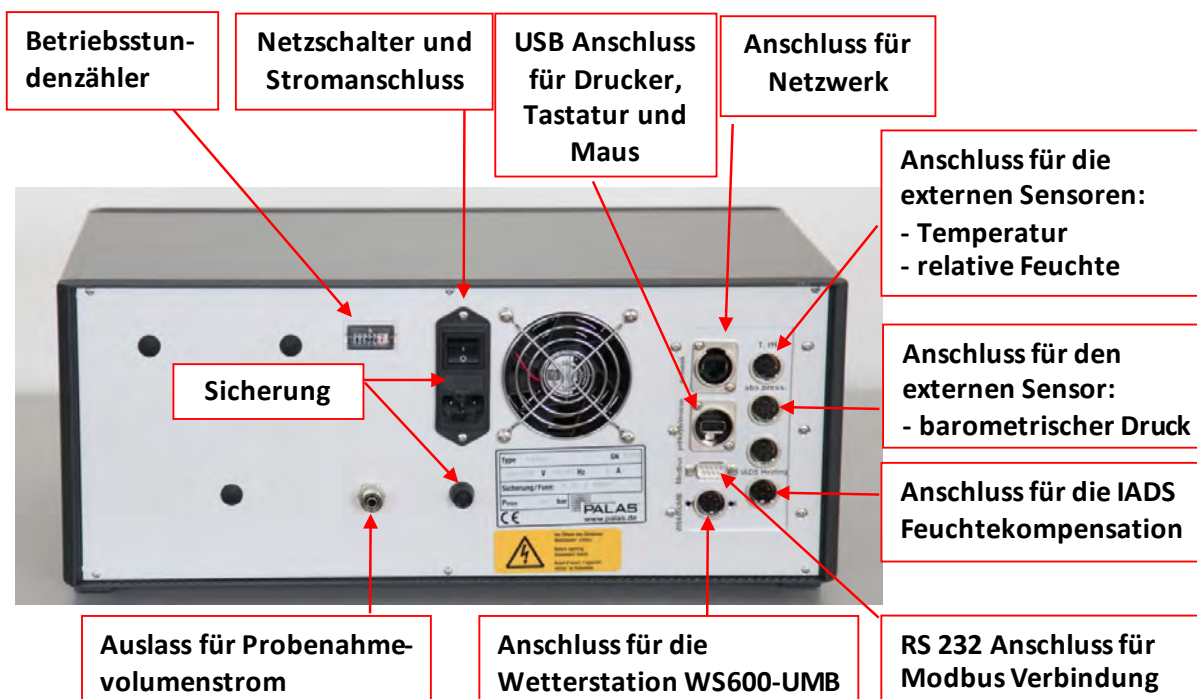 Betriebsstun-
denzähler
Netzschalter und
Stromanschluss
USB Anschluss
für Drucker,
Tastatur und
Maus
Anschluss für
Netzwerk
Anschluss für die
externen Sensoren:
- Temperatur
- relative Feuchte
Anschluss für den
externen Sensor:
- barometrischer Druck
Anschluss für die IADS
Feuchtekompensation
RS 232 Anschluss für
Modbus Verbindung
Anschluss für die
Wetterstation WS600-UMB
Auslass für Probenahme-
volumenstrom
Sicherung
T, rH
abs.press.
IADS Heating
Modbus
Type SN
V Hz A
Sicherung/Fuse:
bar
CE PALAS
www.palas.de